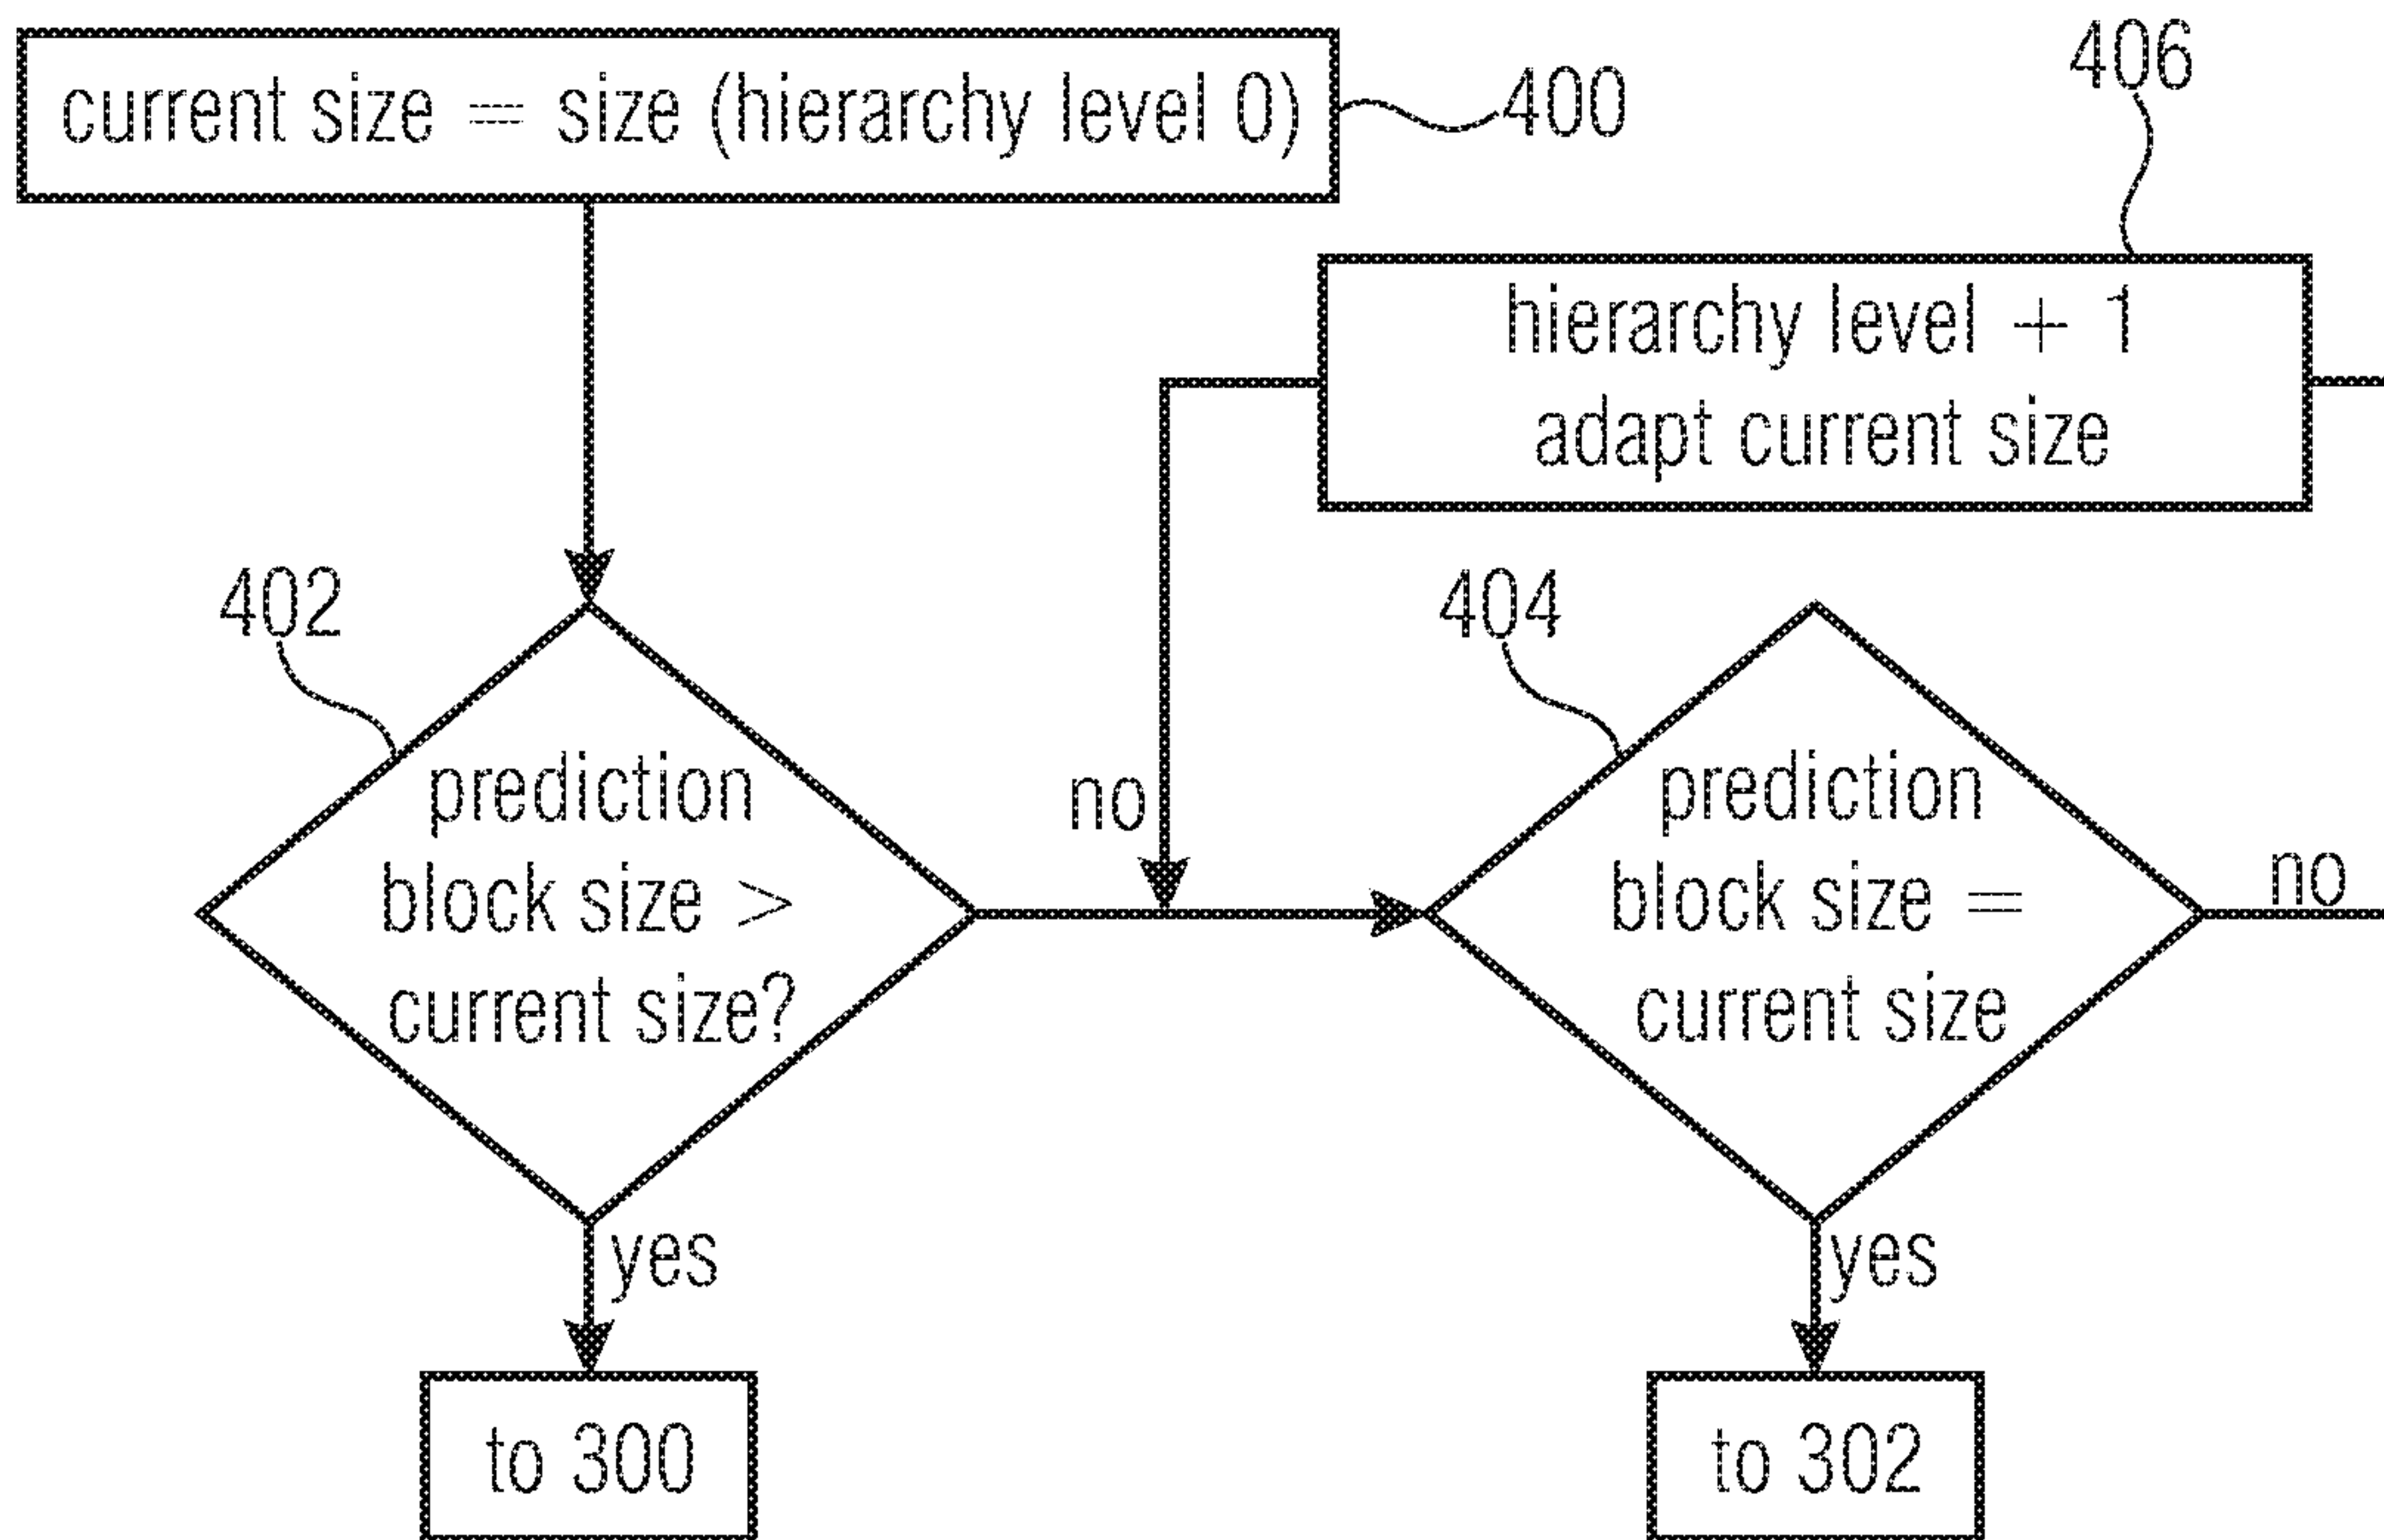 current size = size (hierarchy level 0)
400
406
hierarchy level + 1
adapt current size
402
prediction
block size >
current size?
no
404
prediction
block size =
current size
no
yes
yes
to 300
to 302